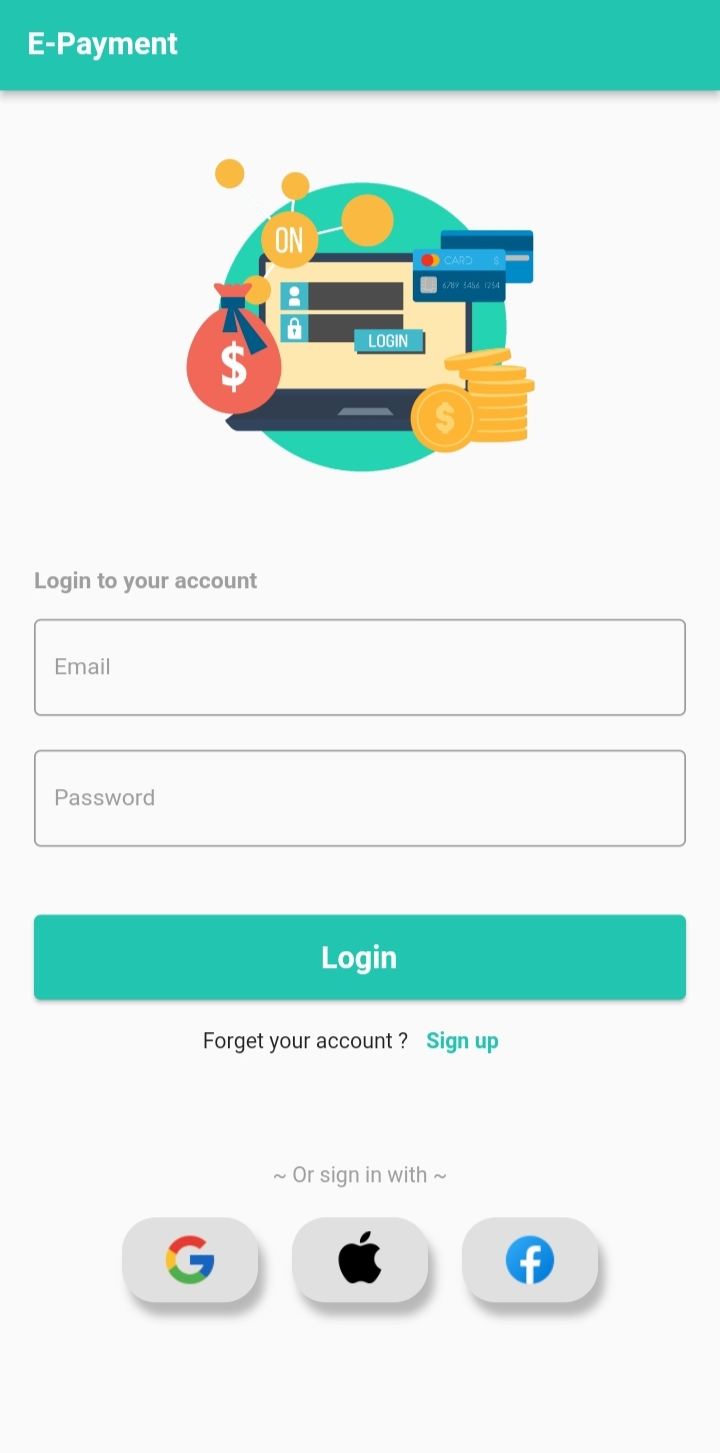 E-Payment
ON
CARD $
6789 3456 1234
LOGIN
$
$
Login to your account
Email
Password
Login
Forget your account ? Sign up
~ Or sign in with ~